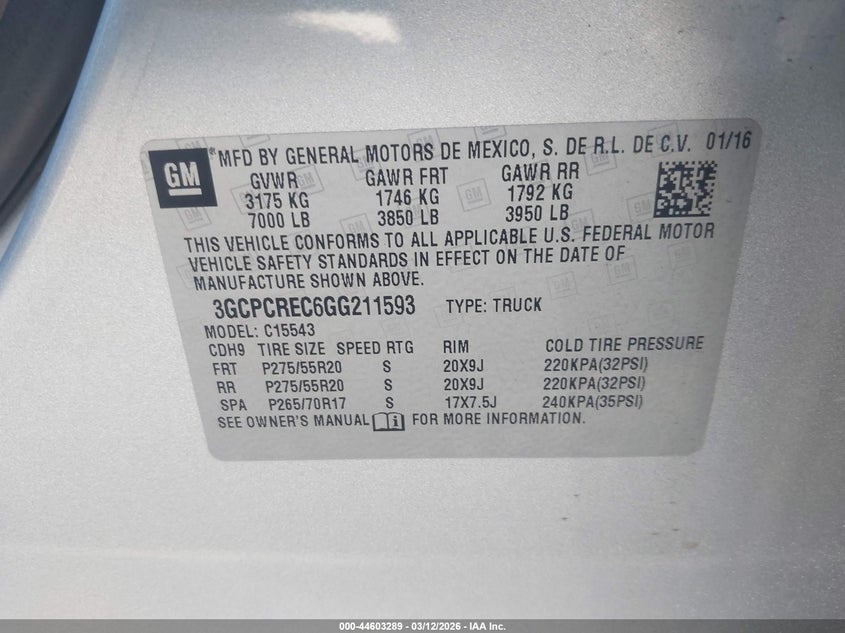 GM
MFD BY GENERAL MOTORS DE MEXICO, S. DE R.L. DE C.V. 01/16
GVWR GAWR FRT GAWR RR
3175 KG 1746 KG 1792 KG
7000 LB 3850 LB 3950 LB
THIS VEHICLE CONFORMS TO ALL APPLICABLE U.S. FEDERAL MOTOR
VEHICLE SAFETY STANDARDS IN EFFECT ON THE DATE OF
MANUFACTURE SHOWN ABOVE.
3GCPCREC6GG211593 TYPE: TRUCK
MODEL: C15543
CDH9 TIRE SIZE SPEED RTG RIM COLD TIRE PRESSURE
FRT P275/55R20 S 20X9J 220KPA(32PSI)
RR P275/55R20 S 20X9J 220KPA(32PSI)
SPA P265/70R17 S 17X7.5J 240KPA(35PSI)
SEE OWNER'S MANUAL i FOR MORE INFORMATION.
000-44603289 - 03/12/2026 - IAA Inc.